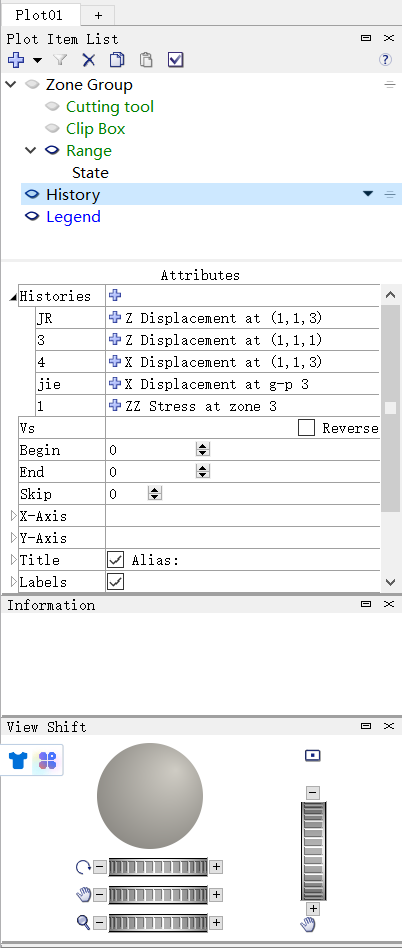 Plot01 +
Plot Item List
Zone Group
Cutting tool
Clip Box
Range
State
History
Legend
Attributes
Histories
JR Z Displacement at (1,1,3)
3 Z Displacement at (1,1,1)
4 X Displacement at (1,1,3)
jie X Displacement at g-p 3
1 ZZ Stress at zone 3
Vs Reverse
Begin 0
End 0
Skip 0
X-Axis
Y-Axis
Title Alias:
Labels
Information
View Shift